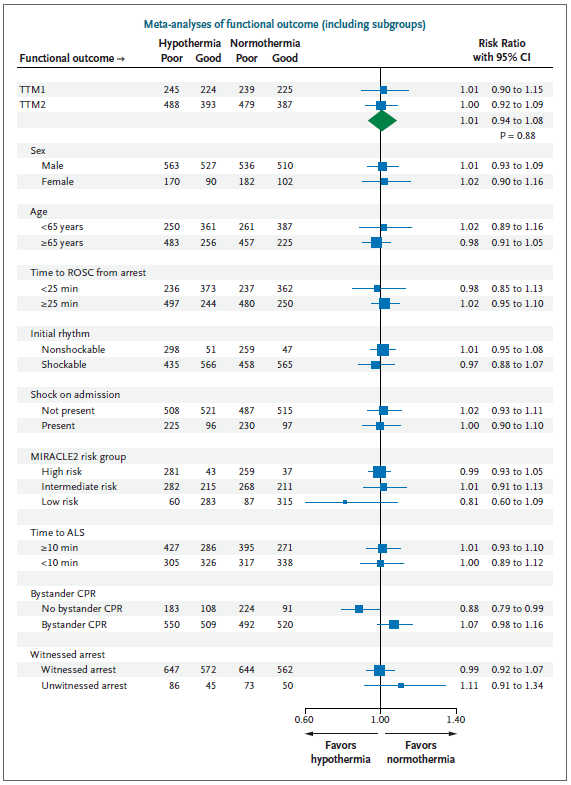 Meta-analyses of functional outcome (including subgroups)
Hypothermia Normothermia Risk Ratio
Functional outcome → Poor Good Poor Good with 95% CI
TTM1 245 224 239 225 1.01 0.90 to 1.15
TTM2 488 393 479 387 1.00 0.92 to 1.09
1.01 0.94 to 1.08
P = 0.88
Sex
Male 563 527 536 510 1.01 0.93 to 1.09
Female 170 90 182 102 1.02 0.90 to 1.16
Age
<65 years 250 361 261 387 1.02 0.89 to 1.16
≥65 years 483 256 457 225 0.98 0.91 to 1.05
Time to ROSC from arrest
<25 min 236 373 237 362 0.98 0.85 to 1.13
≥25 min 497 244 480 250 1.02 0.95 to 1.10
Initial rhythm
Nonshockable 298 51 259 47 1.01 0.95 to 1.08
Shockable 435 566 458 565 0.97 0.88 to 1.07
Shock on admission
Not present 508 521 487 515 1.02 0.93 to 1.11
Present 225 96 230 97 1.00 0.90 to 1.10
MIRACLE2 risk group
High risk 281 43 259 37 0.99 0.93 to 1.05
Intermediate risk 282 215 268 211 1.01 0.91 to 1.13
Low risk 60 283 87 315 0.81 0.60 to 1.09
Time to ALS
≥10 min 427 286 395 271 1.01 0.93 to 1.10
<10 min 305 326 317 338 1.00 0.89 to 1.12
Bystander CPR
No bystander CPR 183 108 224 91 0.88 0.79 to 0.99
Bystander CPR 550 509 492 520 1.07 0.98 to 1.16
Witnessed arrest
Witnessed arrest 647 572 644 562 0.99 0.92 to 1.07
Unwitnessed arrest 86 45 73 50 1.11 0.91 to 1.34
0.60 1.00 1.40
Favors Favors
hypothermia normothermia